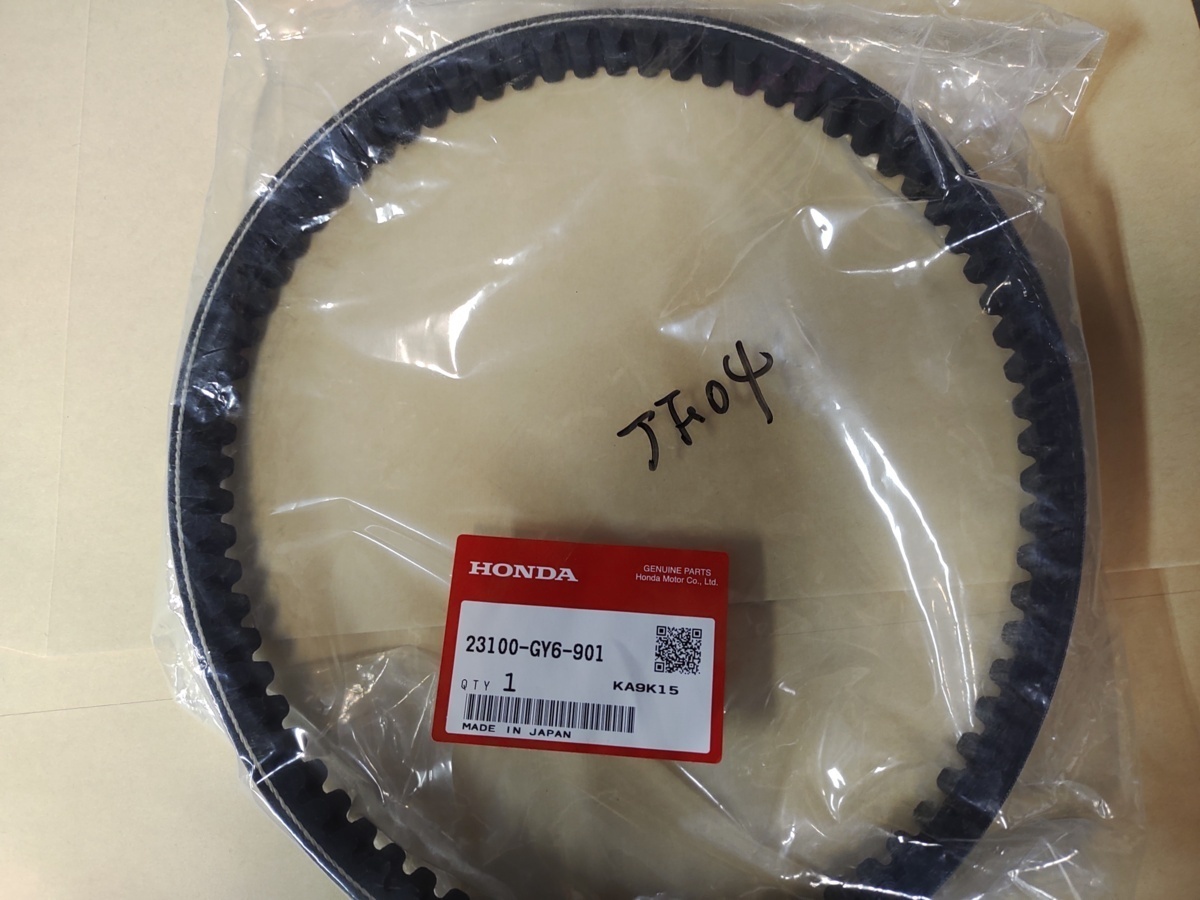 JF04
HONDA
GENUINE PARTS
Honda Motor Co., Ltd.
23100-GY6-901
QTY 1
KA9K15
MADE IN JAPAN